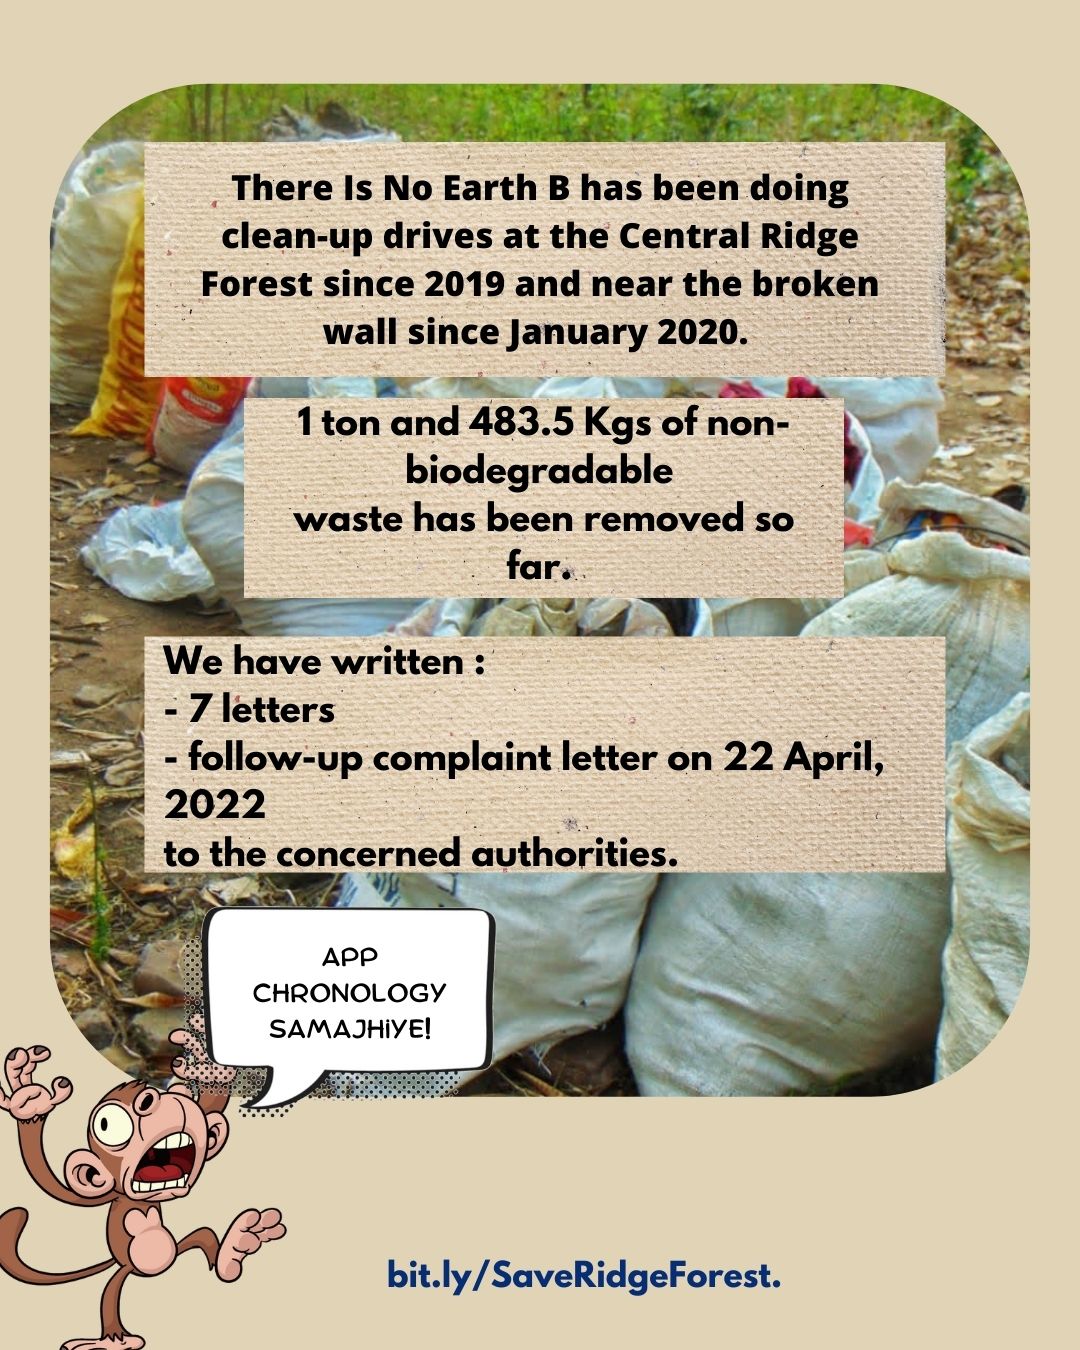 There Is No Earth B has been doing
clean-up drives at the Central Ridge
Forest since 2019 and near the broken
wall since January 2020.
1 ton and 483.5 Kgs of non-
biodegradable
waste has been removed so
far.
We have written :
- 7 letters
- follow-up complaint letter on 22 April,
2022
to the concerned authorities.
APP
CHRONOLOGY
SAMAJHiYE!
bit.ly/SaveRidgeForest.